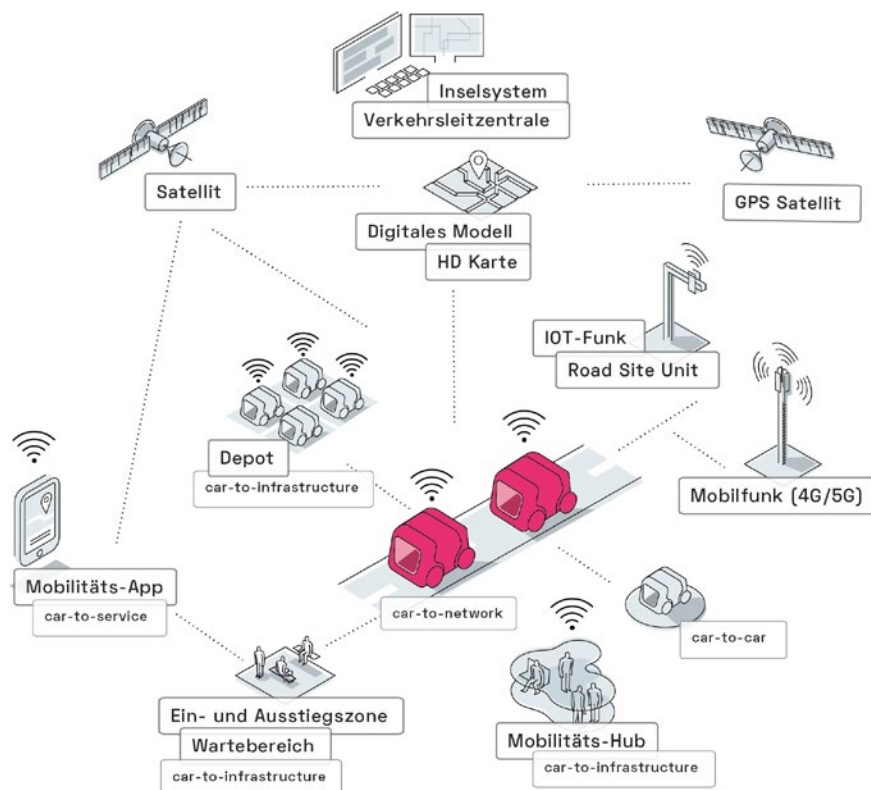 Inselsystem
Verkehrsleitzentrale
Satellit
GPS Satellit
Digitales Modell
HD Karte
IOT-Funk
Road Site Unit
Depot
car-to-infrastructure
Mobilfunk (4G/5G)
Mobilitäts-App
car-to-service
car-to-network
car-to-car
Ein- und Ausstiegszone
Wartebereich
car-to-infrastructure
Mobilitäts-Hub
car-to-infrastructure